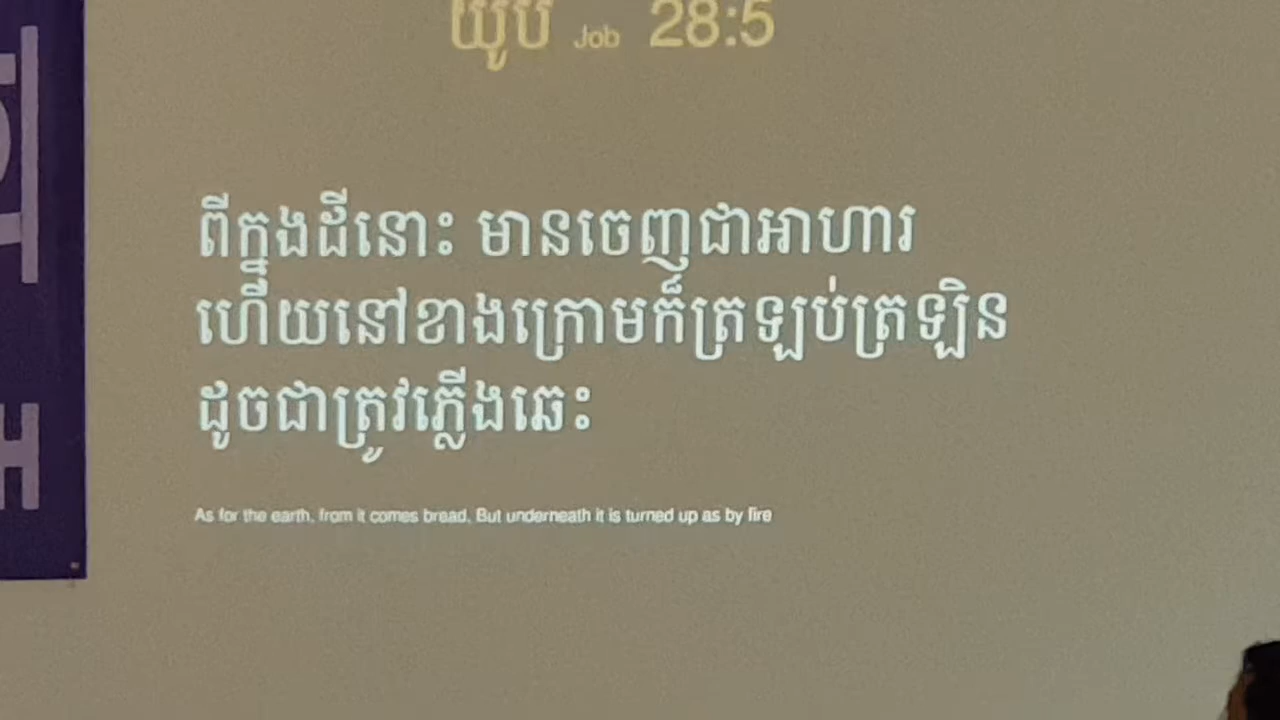 យ៉ូប Job 28:5
ពីក្នុងដីនោះ មានចេញជាអាហារ
ហើយនៅខាងក្រោមក៏ត្រឡប់ត្រឡិន
ដូចជាត្រូវភ្លើងឆេះ
As for the earth, from it comes bread, But underneath it is turned up as by fire